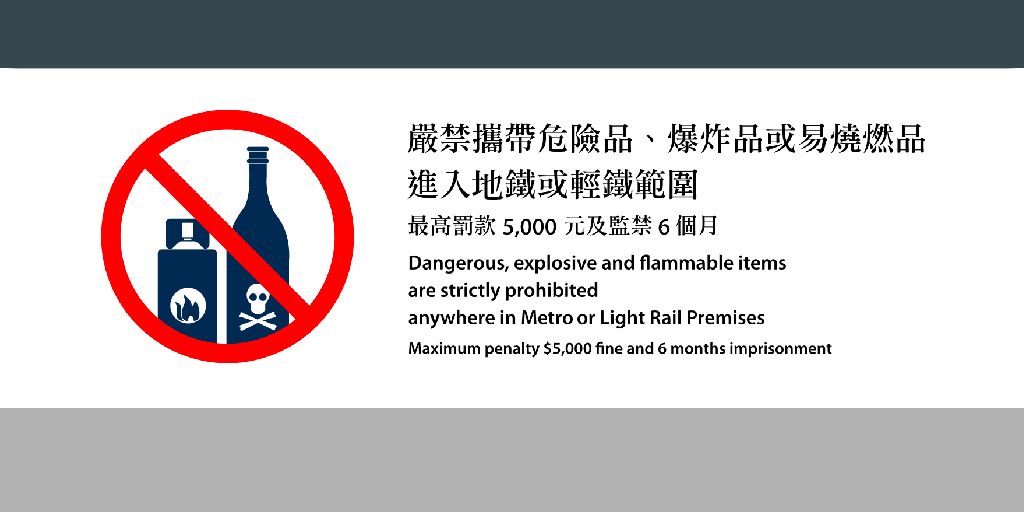 嚴禁攜帶危險品、爆炸品或易燒燃品
進入地鐵或輕鐵範圍
最高罰款 5,000 元及監禁 6 個月
Dangerous, explosive and flammable items
are strictly prohibited
anywhere in Metro or Light Rail Premises
Maximum penalty $5,000 fine and 6 months imprisonment